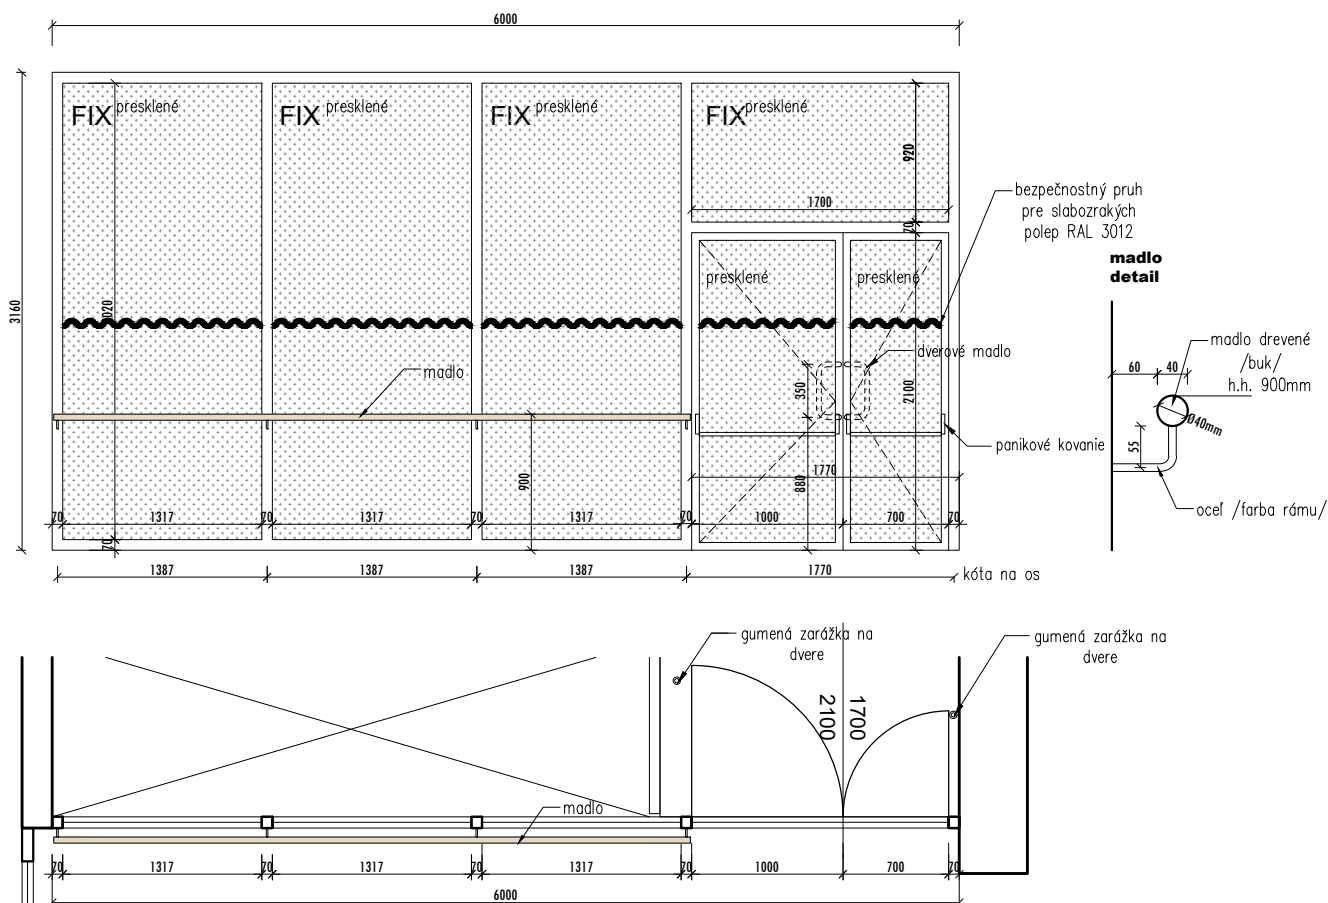 6000
3160
FIX presklené
FIX presklené
FIX presklené
FIX presklené
920
1700
70
bezpečnostný pruh
pre slabozrakých
polep RAL 3012
madlo
detail
presklené
presklené
020
madlo
dverové madlo
350
2100
900
880
1770
panikové kovanie
madlo drevené
/buk/
h.h. 900mm
60
40
Ø40mm
55
oceľ /farba rámu/
70
1317
70
1317
70
1317
70
1000
700
70
70
1387
1387
1387
1770
kóta na os
gumená zarážka na
dvere
gumená zarážka na
dvere
1700
2100
madlo
70
1317
70
1317
70
1317
70
1000
700
70
6000